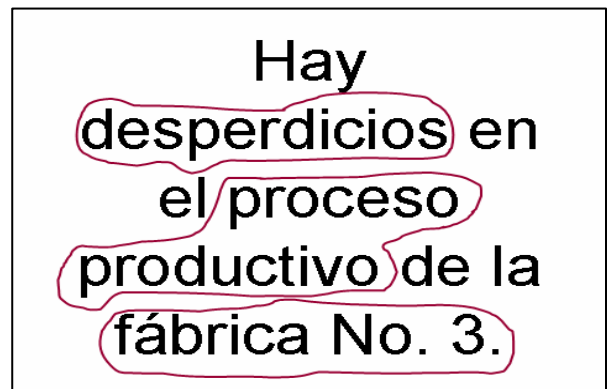 Hay
desperdicios en
el proceso
productivo de la
fábrica No. 3.